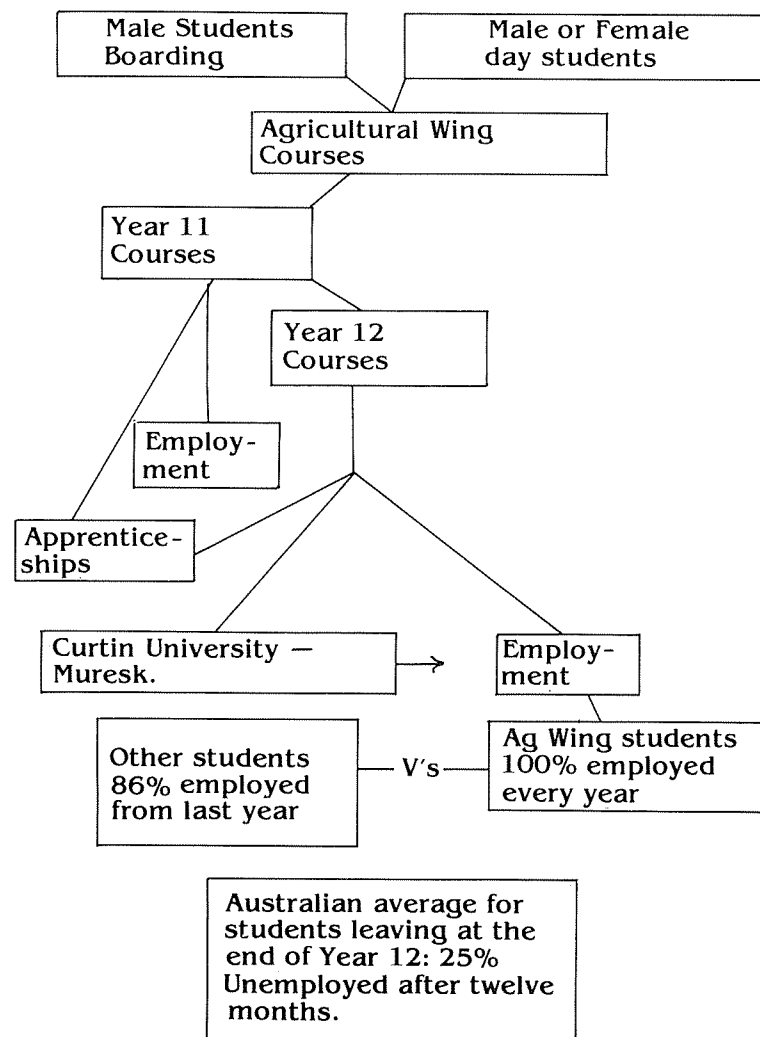 Male Students
Boarding
Male or Female
day students
Agricultural Wing
Courses
Year 11
Courses
Year 12
Courses
Employ-
ment
Apprentice-
ships
Curtin University —
Muresk.
Employ-
ment
Other students
86% employed
from last year
V's
Ag Wing students
100% employed
every year
Australian average for
students leaving at the
end of Year 12: 25%
Unemployed after twelve
months.